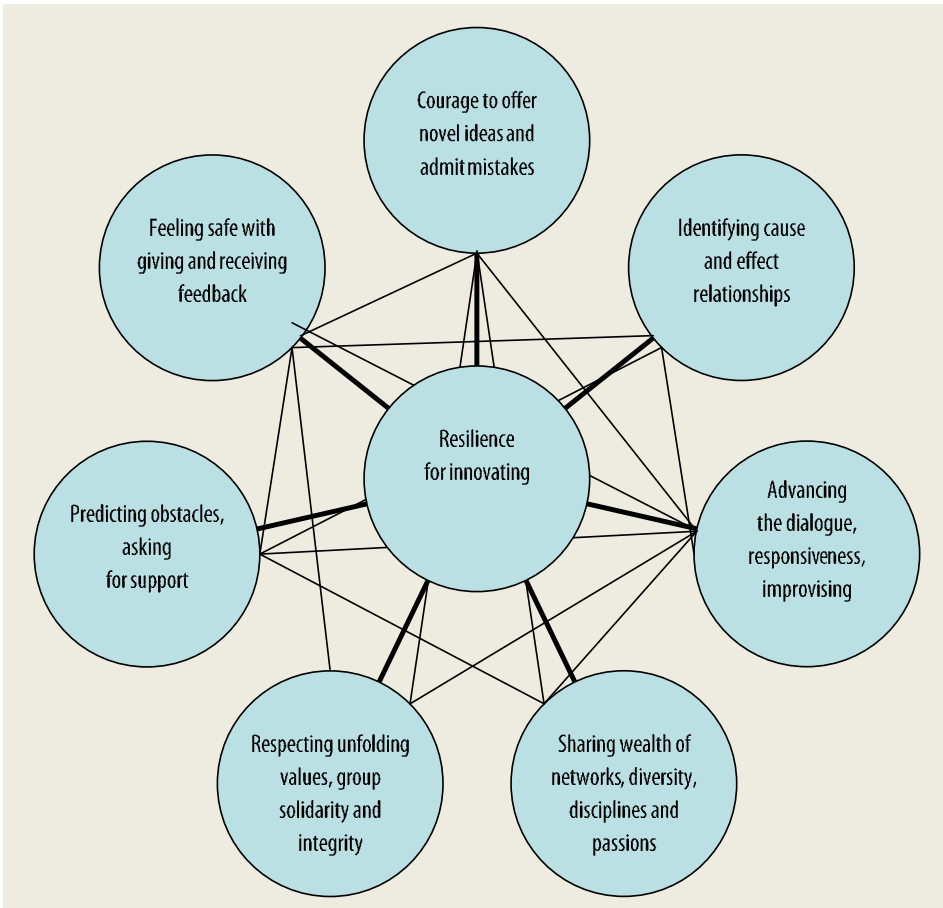 Courage to offer
novel ideas and
admit mistakes
Feeling safe with
giving and receiving
feedback
Identifying cause
and effect
relationships
Resilience
for innovating
Predicting obstacles,
asking
for support
Advancing
the dialogue,
responsiveness,
improvising
Respecting unfolding
values, group
solidarity and
integrity
Sharing wealth of
networks, diversity,
disciplines and
passions